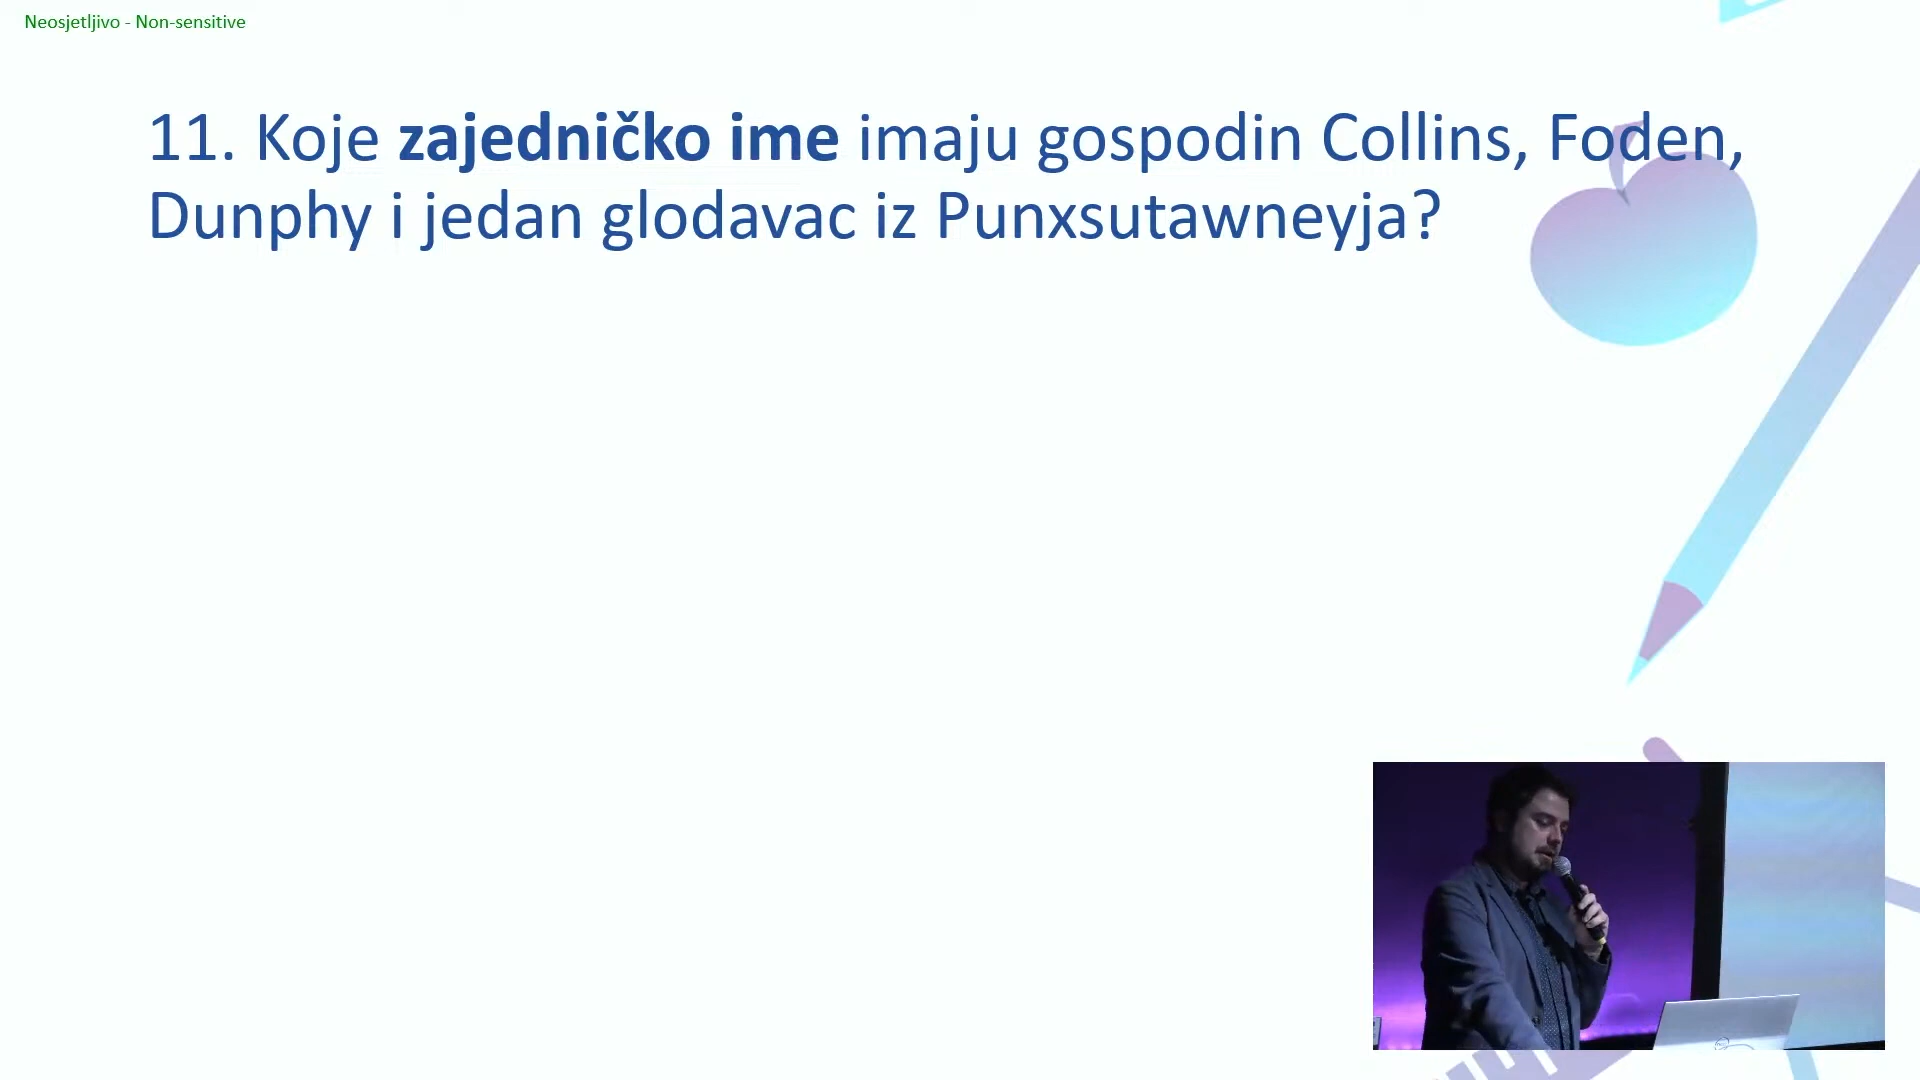 Neosjetljivo - Non-sensitive
11. Koje zajedničko ime imaju gospodin Collins, Foden,
Dunphy i jedan glodavac iz Punxsutawneyja?